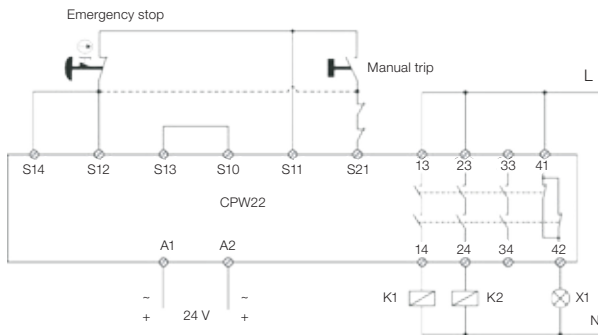 Emergency stop
Manual trip
L
S14 S12 S13 S10 S11 S21 13 23 33 41
CPW22
A1 A2 14 24 34 42
K1 K2 X1
~ ~
+ 24 V +
N